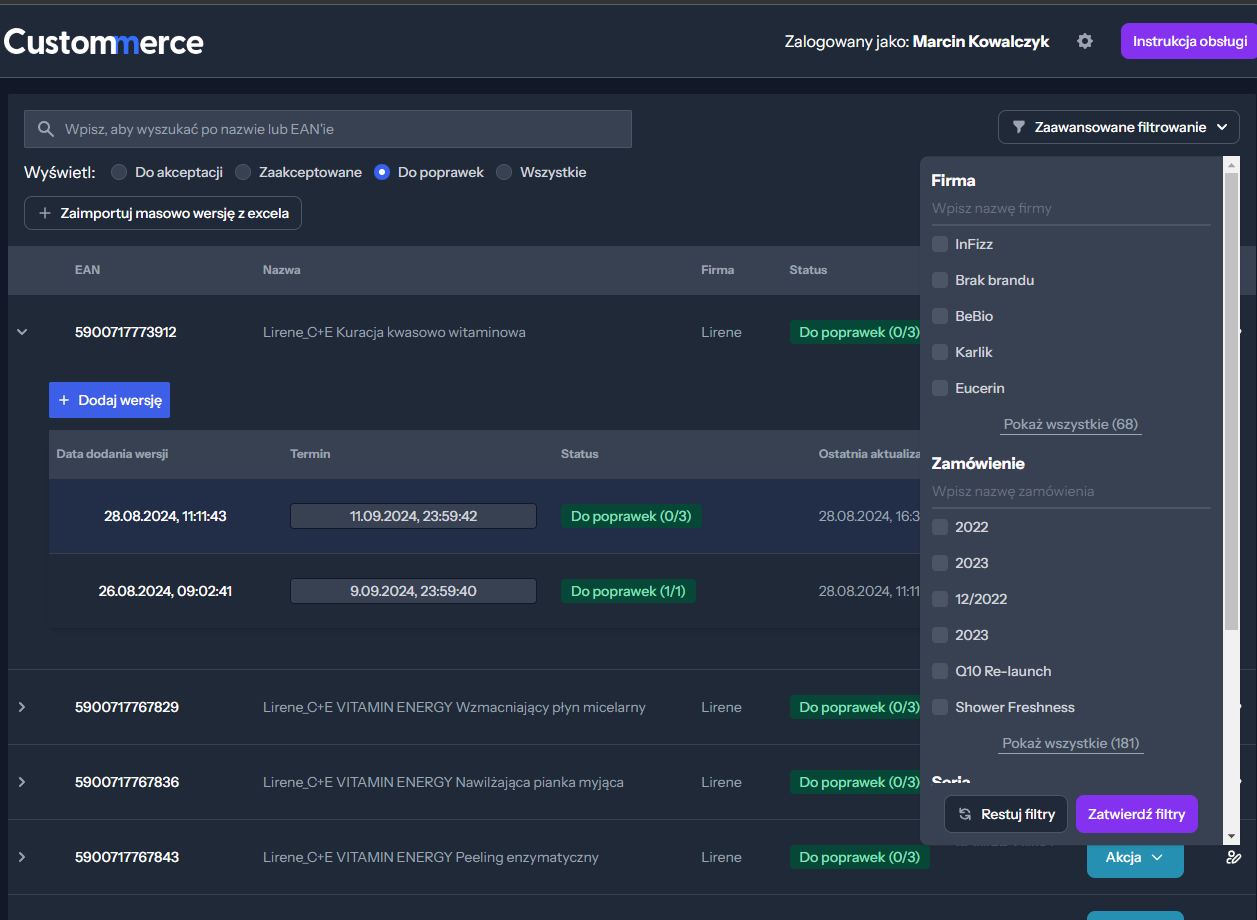 Custommerce
Zalogowany jako: Marcin Kowalczyk
Instrukcja obsługi
Wpisz, aby wyszukać po nazwie lub EAN'ie
Zaawansowane filtrowanie
Wyświetl: Do akceptacji Zaakceptowane Do poprawek Wszystkie
+ Zaimportuj masowo wersję z excela
EAN Nazwa Firma Status
5900717773912 Lirene_C+E Kuracja kwasowo witaminowa Lirene Do poprawek (0/3)
+ Dodaj wersję
Data dodania wersji Termin Status Ostatnia aktualiza
28.08.2024, 11:11:43 11.09.2024, 23:59:42 Do poprawek (0/3) 28.08.2024, 16:3
26.08.2024, 09:02:41 9.09.2024, 23:59:40 Do poprawek (1/1) 28.08.2024, 11:11
5900717767829 Lirene_C+E VITAMIN ENERGY Wzmacniający płyn micelarny Lirene Do poprawek (0/3)
5900717767836 Lirene_C+E VITAMIN ENERGY Nawilżająca pianka myjąca Lirene Do poprawek (0/3)
5900717767843 Lirene_C+E VITAMIN ENERGY Peeling enzymatyczny Lirene Do poprawek (0/3)
Akcja
Firma
Wpisz nazwę firmy
InFizz
Brak brandu
BeBio
Karlik
Eucerin
Pokaż wszystkie (68)
Zamówienie
Wpisz nazwę zamówienia
2022
2023
12/2022
2023
Q10 Re-launch
Shower Freshness
Pokaż wszystkie (181)
Seria
Restuj filtry
Zatwierdź filtry